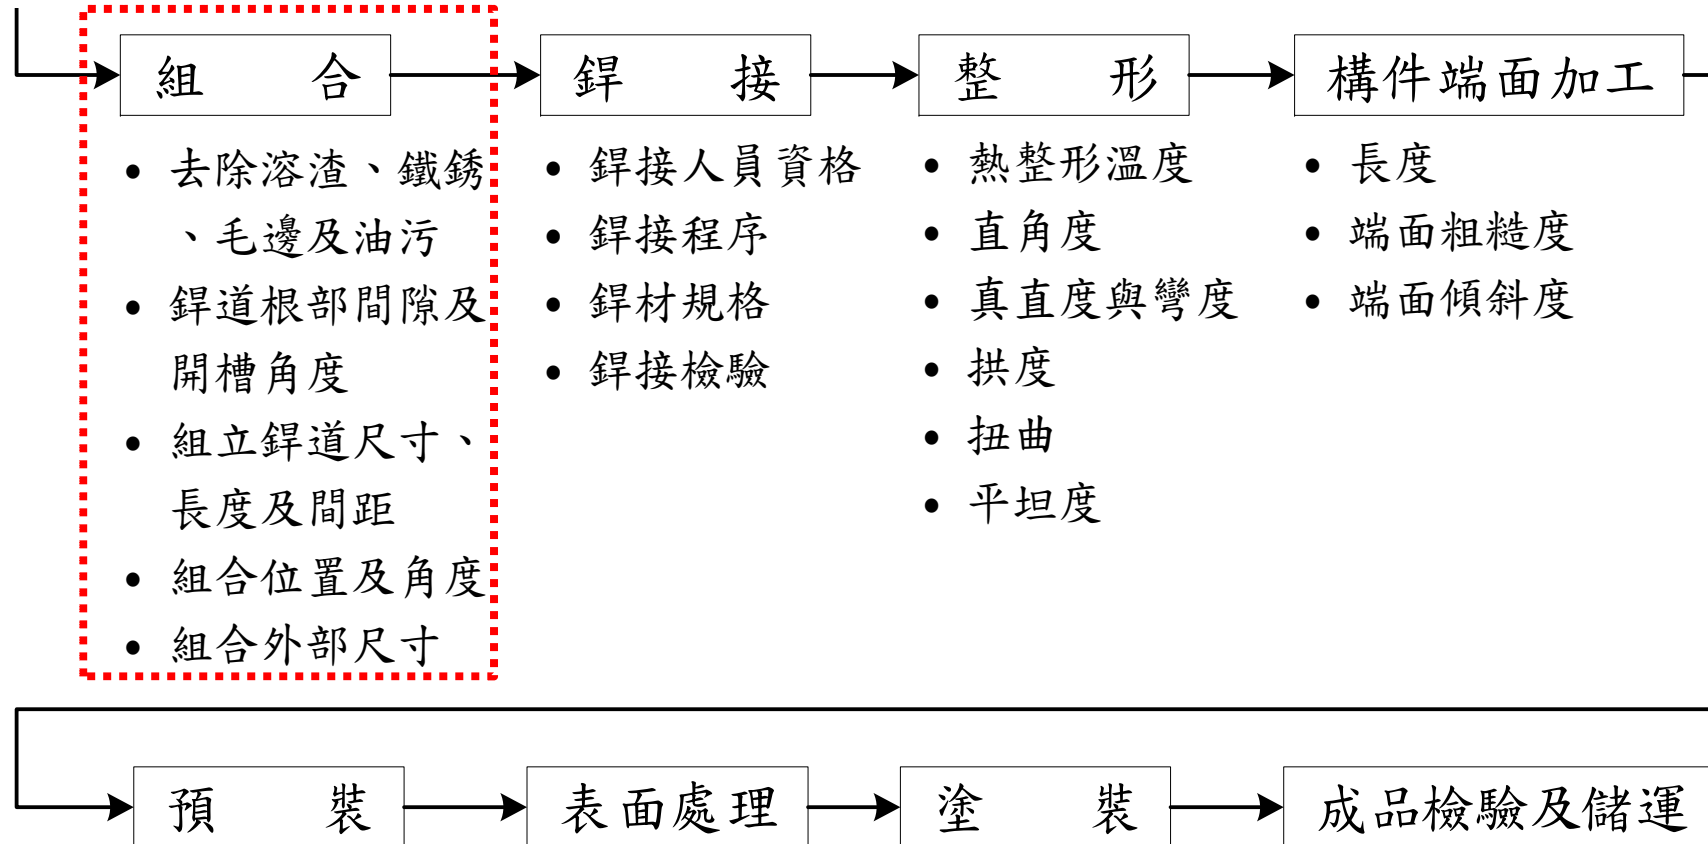 組合
• 去除溶渣、鐵銹
、毛邊及油污
• 銲道根部間隙及
開槽角度
• 組立銲道尺寸、
長度及間距
• 組合位置及角度
• 組合外部尺寸
銲接
• 銲接人員資格
• 銲接程序
• 銲材規格
• 銲接檢驗
整形
• 熱整形溫度
• 直角度
• 真直度與彎度
• 拱度
• 扭曲
• 平坦度
構件端面加工
• 長度
• 端面粗糙度
• 端面傾斜度
預裝
表面處理
塗裝
成品檢驗及儲運